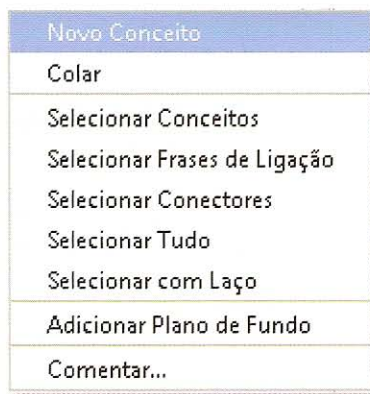 Novo Conceito
Colar
Selecionar Conceitos
Selecionar Frases de Ligação
Selecionar Conectores
Selecionar Tudo
Selecionar com Laço
Adicionar Plano de Fundo
Comentar...